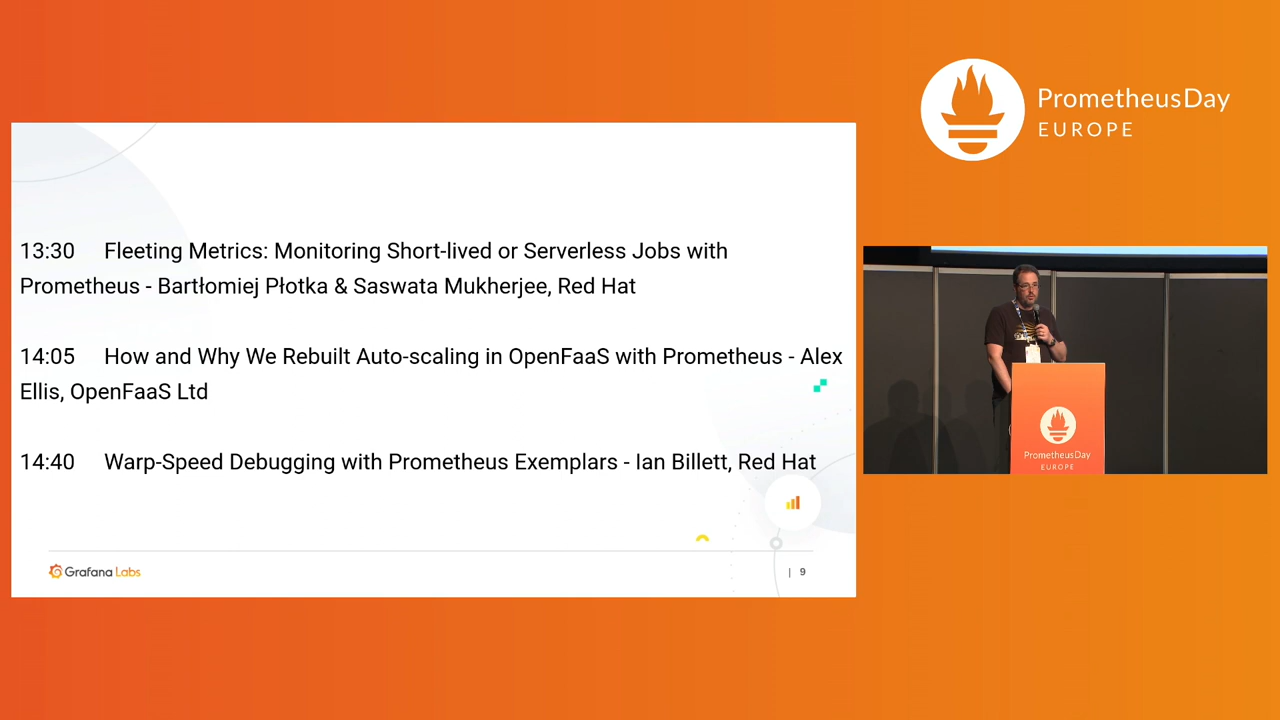 PrometheusDay
EUROPE
13:30 Fleeting Metrics: Monitoring Short-lived or Serverless Jobs with
Prometheus - Bartłomiej Płotka & Saswata Mukherjee, Red Hat
14:05 How and Why We Rebuilt Auto-scaling in OpenFaaS with Prometheus - Alex
Ellis, OpenFaaS Ltd
14:40 Warp-Speed Debugging with Prometheus Exemplars - Ian Billett, Red Hat
Grafana Labs
| 9
PrometheusDay
EUROPE